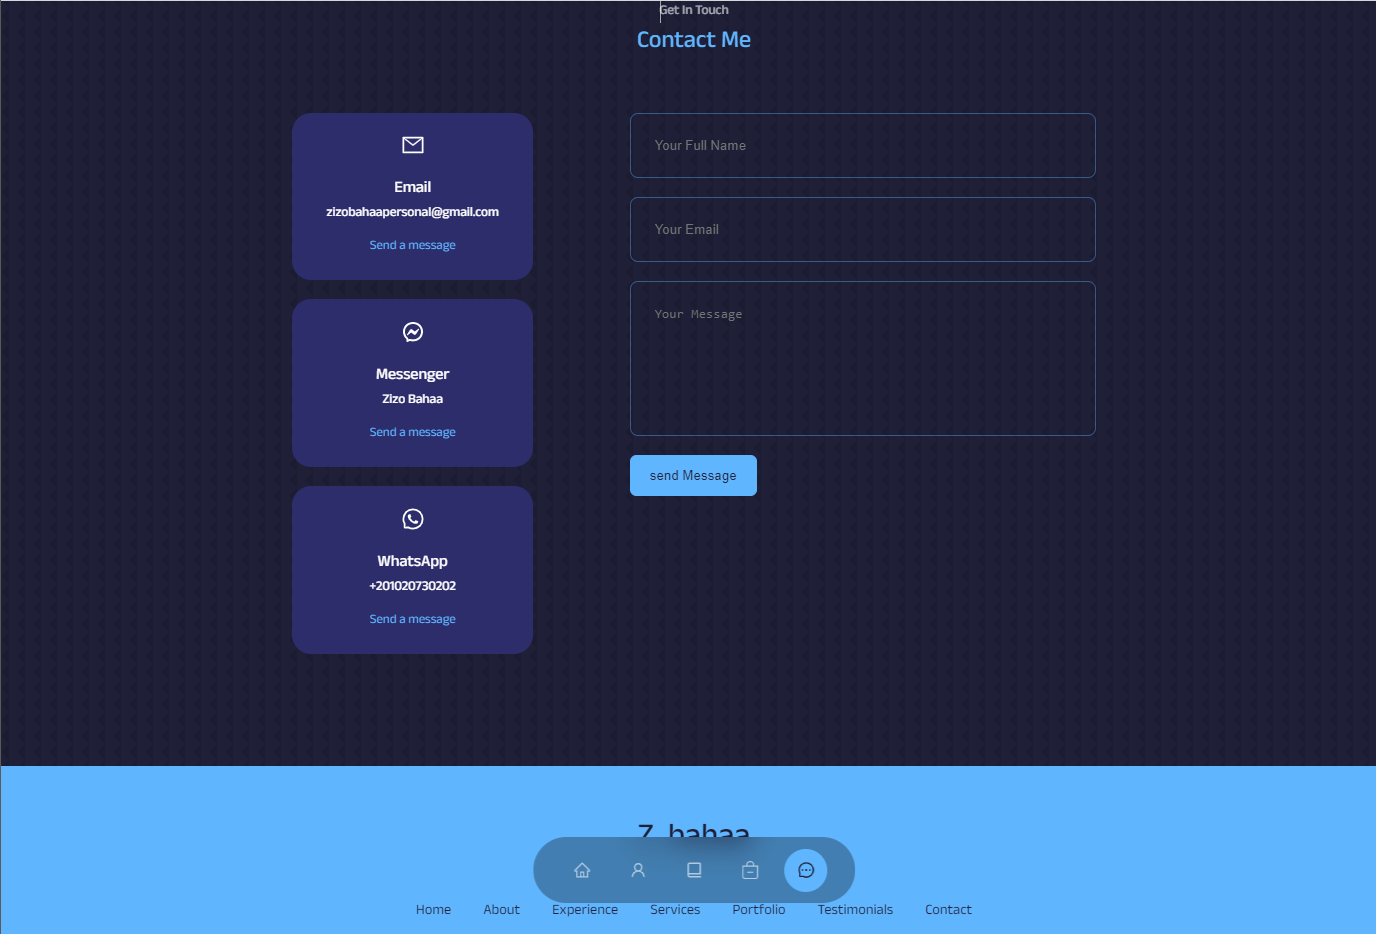 Get In Touch
Contact Me
Email
zizobahaapersonal@gmail.com
Send a message
Messenger
Zizo Bahaa
Send a message
WhatsApp
+201020730202
Send a message
Your Full Name
Your Email
Your Message
send Message
Z_bahaa
Home About Experience Services Portfolio Testimonials Contact